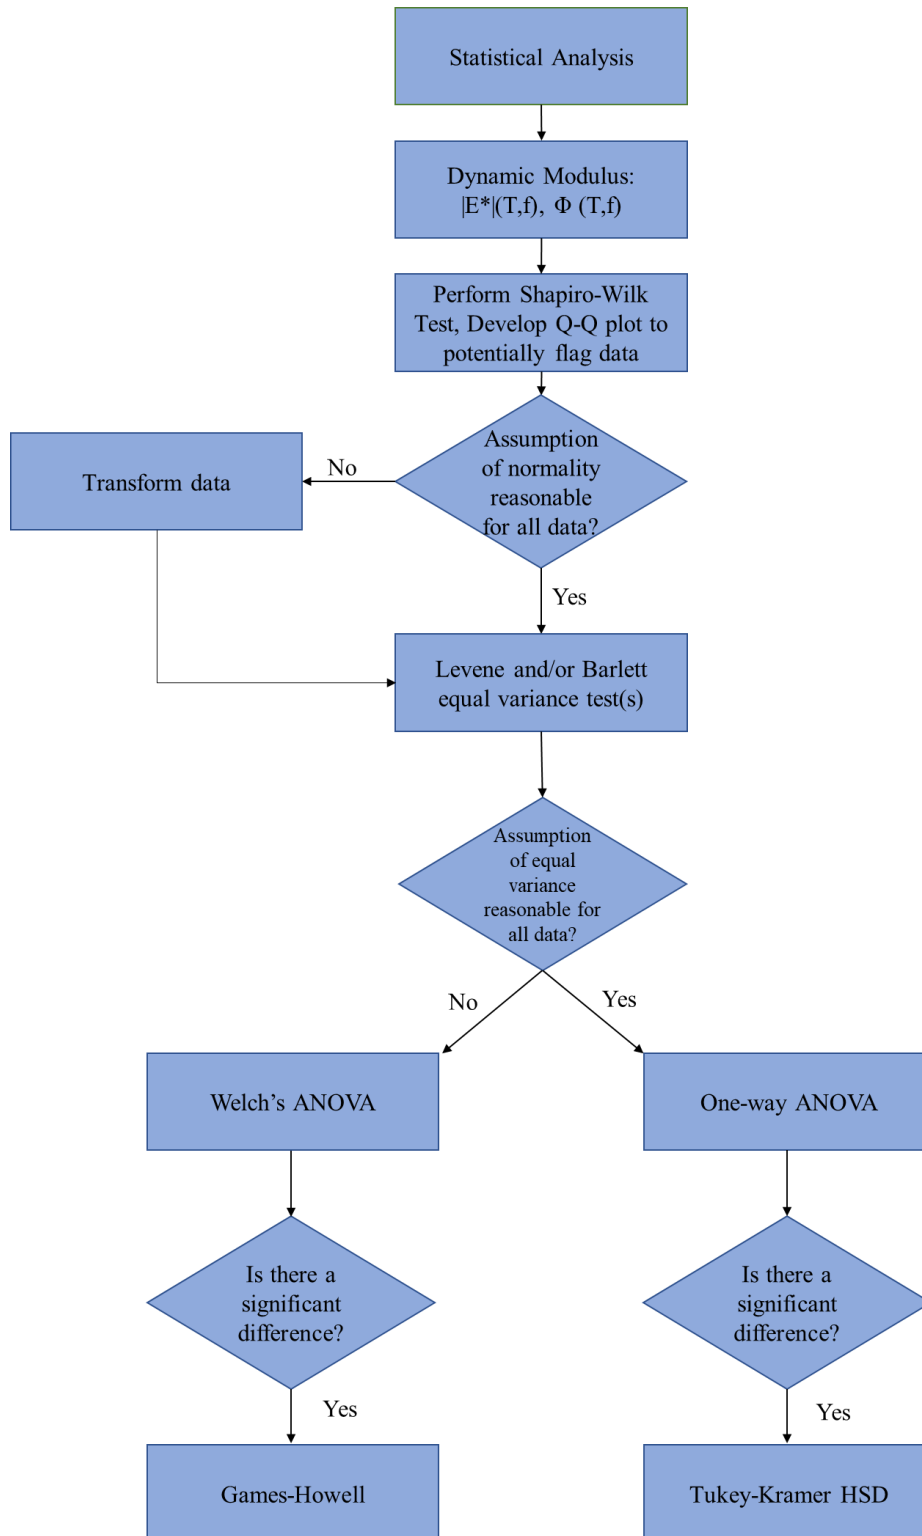 Statistical Analysis
Dynamic Modulus:
|E*|(T,f), Φ (T,f)
Perform Shapiro-Wilk
Test, Develop Q-Q plot to
potentially flag data
Assumption
of normality
reasonable
for all data?
No
Transform data
Yes
Levene and/or Barlett
equal variance test(s)
Assumption
of equal
variance
reasonable for
all data?
No
Yes
Welch’s ANOVA
One-way ANOVA
Is there a
significant
difference?
Is there a
significant
difference?
Yes
Yes
Games-Howell
Tukey-Kramer HSD